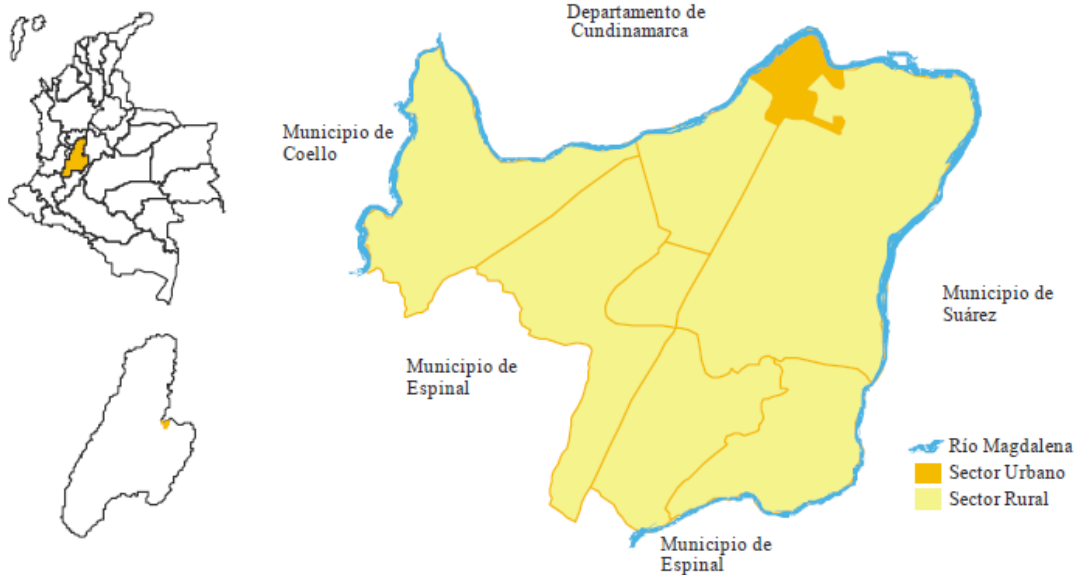 Departamento de
Cundinamarca
Municipio de
Coello
Municipio de
Suárez
Municipio de
Espinal
Río Magdalena
Sector Urbano
Sector Rural
Municipio de
Espinal